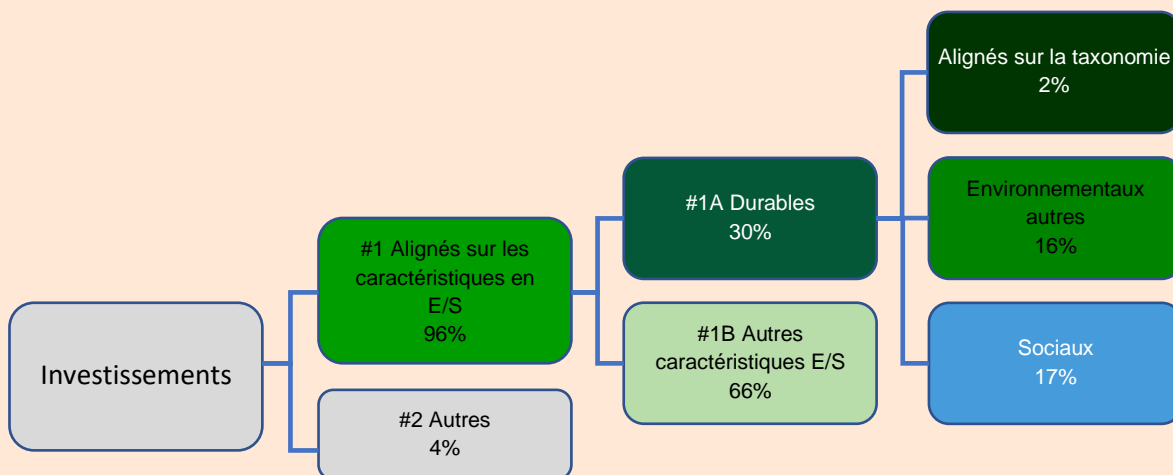 Investissements
#1 Alignés sur les
caractéristiques en
E/S
96%
#2 Autres
4%
#1A Durables
30%
#1B Autres
caractéristiques E/S
66%
Alignés sur la taxonomie
2%
Environnementaux
autres
16%
Sociaux
17%